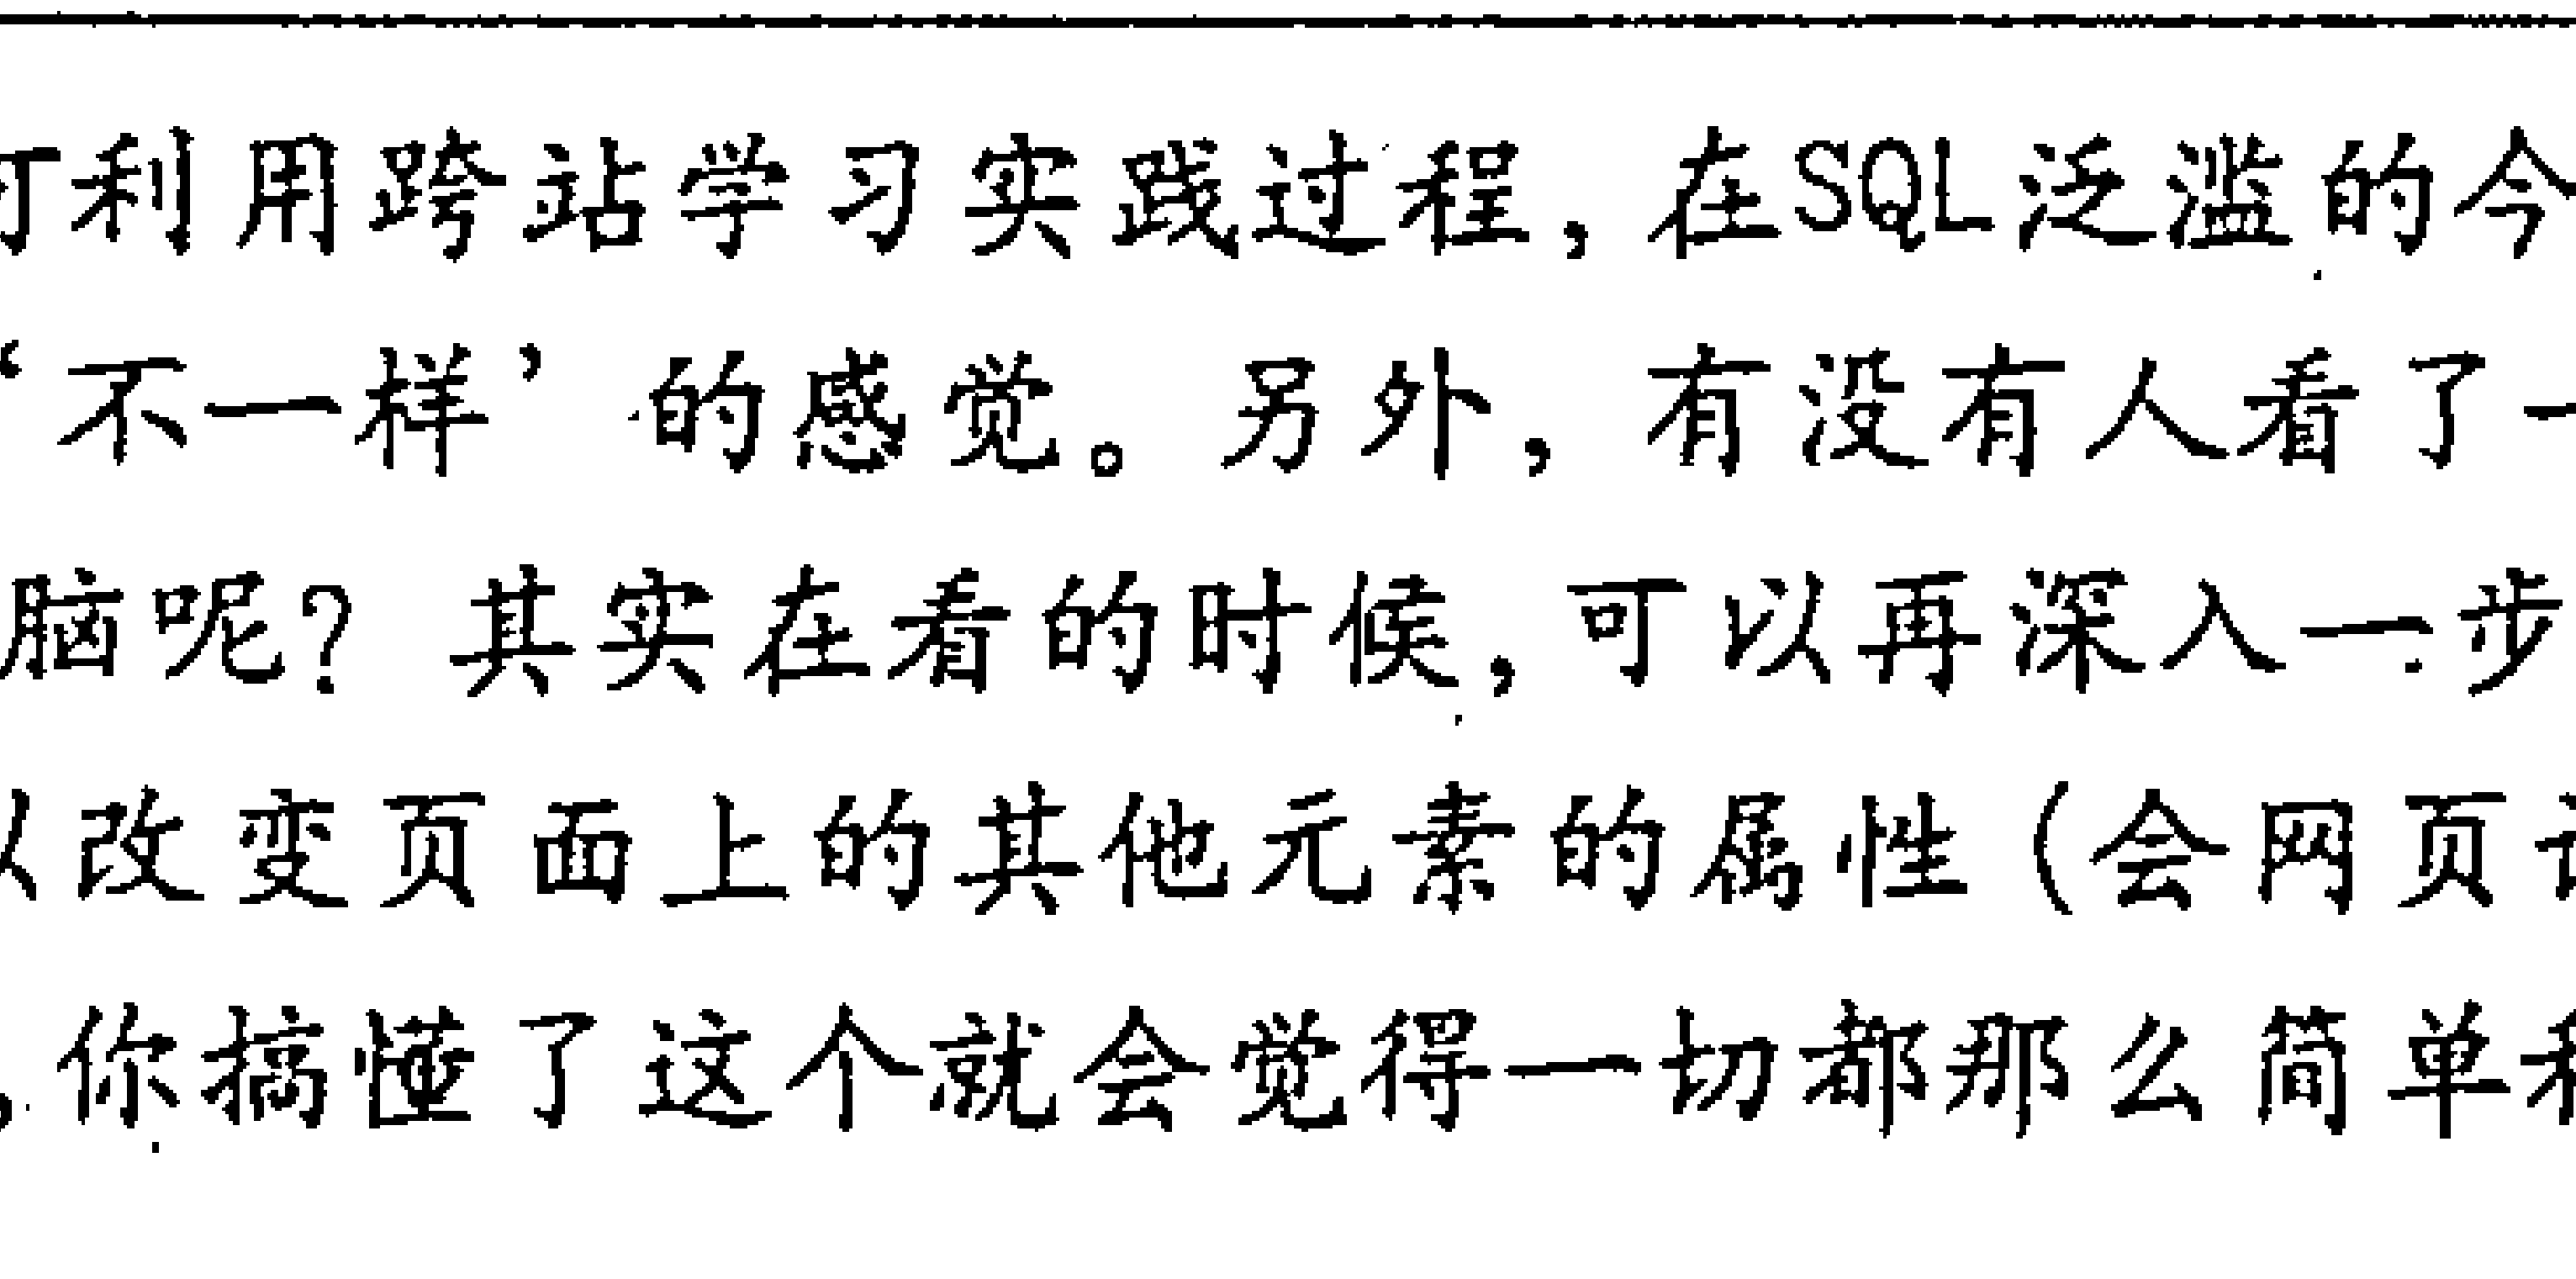 利用跨站学习实践过程，在SQL泛滥的今
‘不一样’的感觉。另外，有没有人看了一
脑呢？其实在看的时候，可以再深入一步
以改变页面上的其他元素的属性（会网页
，你搞懂了这个就会觉得一切都那么简单